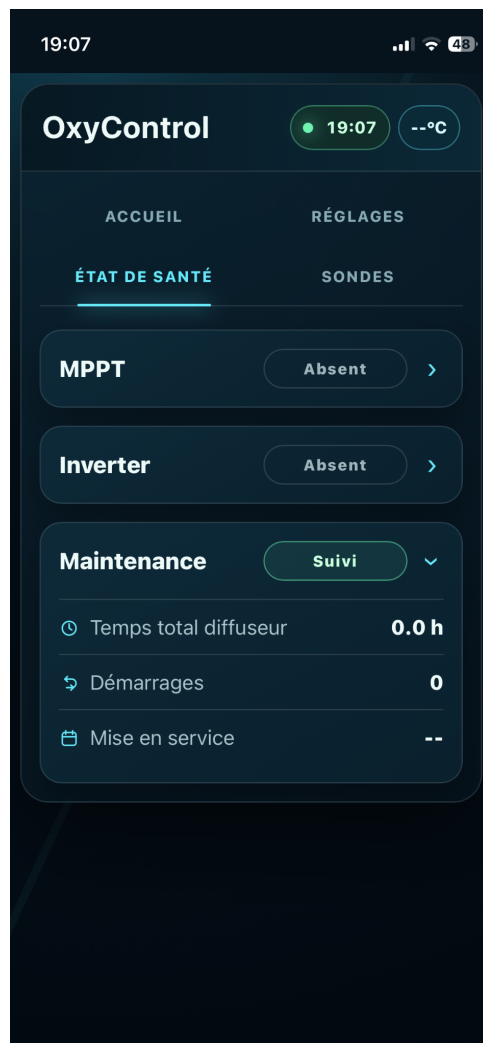 19:07
48
OxyControl
19:07
--°C
ACCUEIL
RÉGLAGES
ÉTAT DE SANTÉ
SONDES
MPPT
Absent
Inverter
Absent
Maintenance
Suivi
Temps total diffuseur
0.0 h
Démarrages
0
Mise en service
--